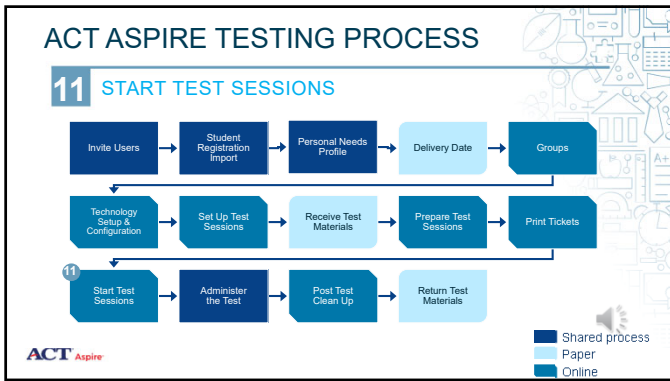 ACT ASPIRE TESTING PROCESS
11 START TEST SESSIONS
Invite Users
Student
Registration
Import
Personal Needs
Profile
Delivery Date
Groups
Technology
Setup &
Configuration
Set Up Test
Sessions
Receive Test
Materials
Prepare Test
Sessions
Print Tickets
11
Start Test
Sessions
Administer
the Test
Post Test
Clean Up
Return Test
Materials
Shared process
Paper
Online
ACT Aspire
A+